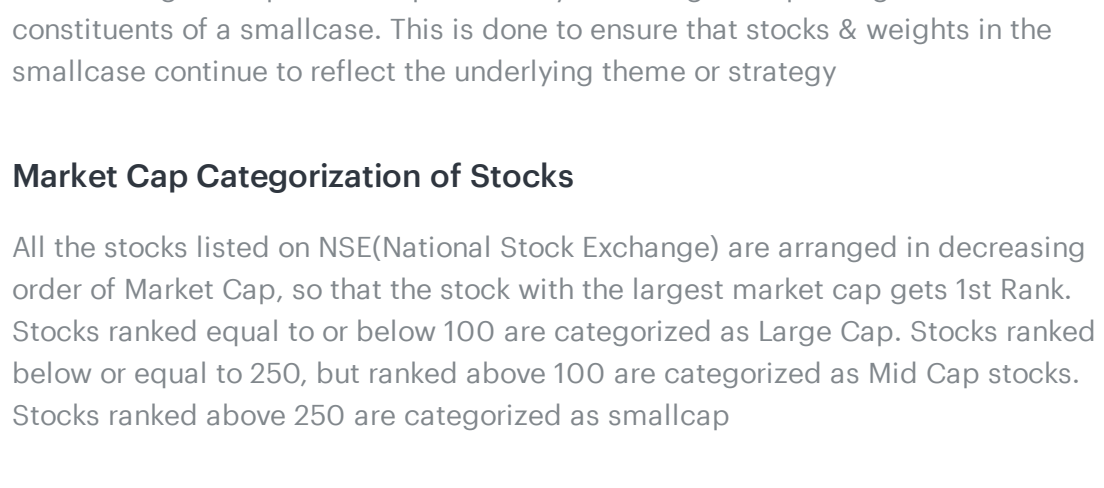 constituents of a smallcase. This is done to ensure that stocks & weights in the
smallcase continue to reflect the underlying theme or strategy
Market Cap Categorization of Stocks
All the stocks listed on NSE(National Stock Exchange) are arranged in decreasing
order of Market Cap, so that the stock with the largest market cap gets 1st Rank.
Stocks ranked equal to or below 100 are categorized as Large Cap. Stocks ranked
below or equal to 250, but ranked above 100 are categorized as Mid Cap stocks.
Stocks ranked above 250 are categorized as smallcap